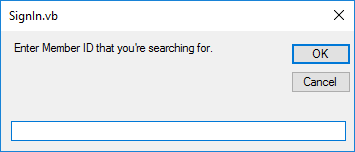 SignIn.vb
Enter Member ID that you're searching for.
OK
Cancel